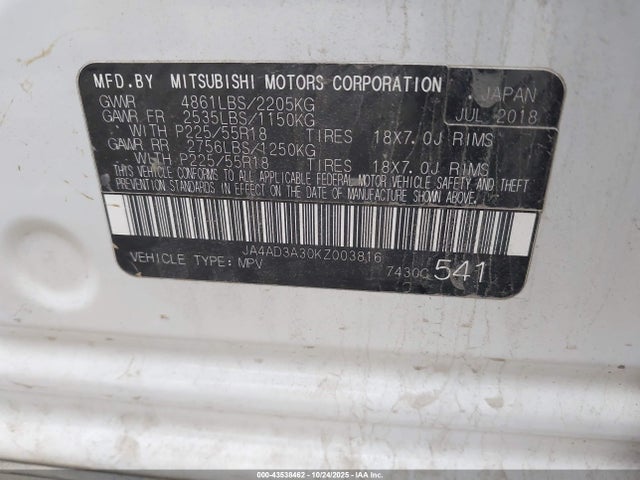 MFD.BY MITSUBISHI MOTORS CORPORATION
GVWR 4861LBS/2205KG JAPAN
GAWR FR 2535LBS/1150KG JUL 2018
WITH P225/55R18 TIRES 18X7.0J RIMS
GAWR RR 2756LBS/1250KG
WITH P225/55R18 TIRES 18X7.0J RIMS
THIS VEHICLE CONFORMS TO ALL APPLICABLE FEDERAL MOTOR VEHICLE SAFETY AND THEFT
PREVENTION STANDARDS IN EFFECT ON THE DATE OF MANUFACTURE SHOWN ABOVE.
JA4AD3A30KZ003816
VEHICLE TYPE: MPV 7430C 541
000-43538462 - 10/24/2025 - IAAI.com